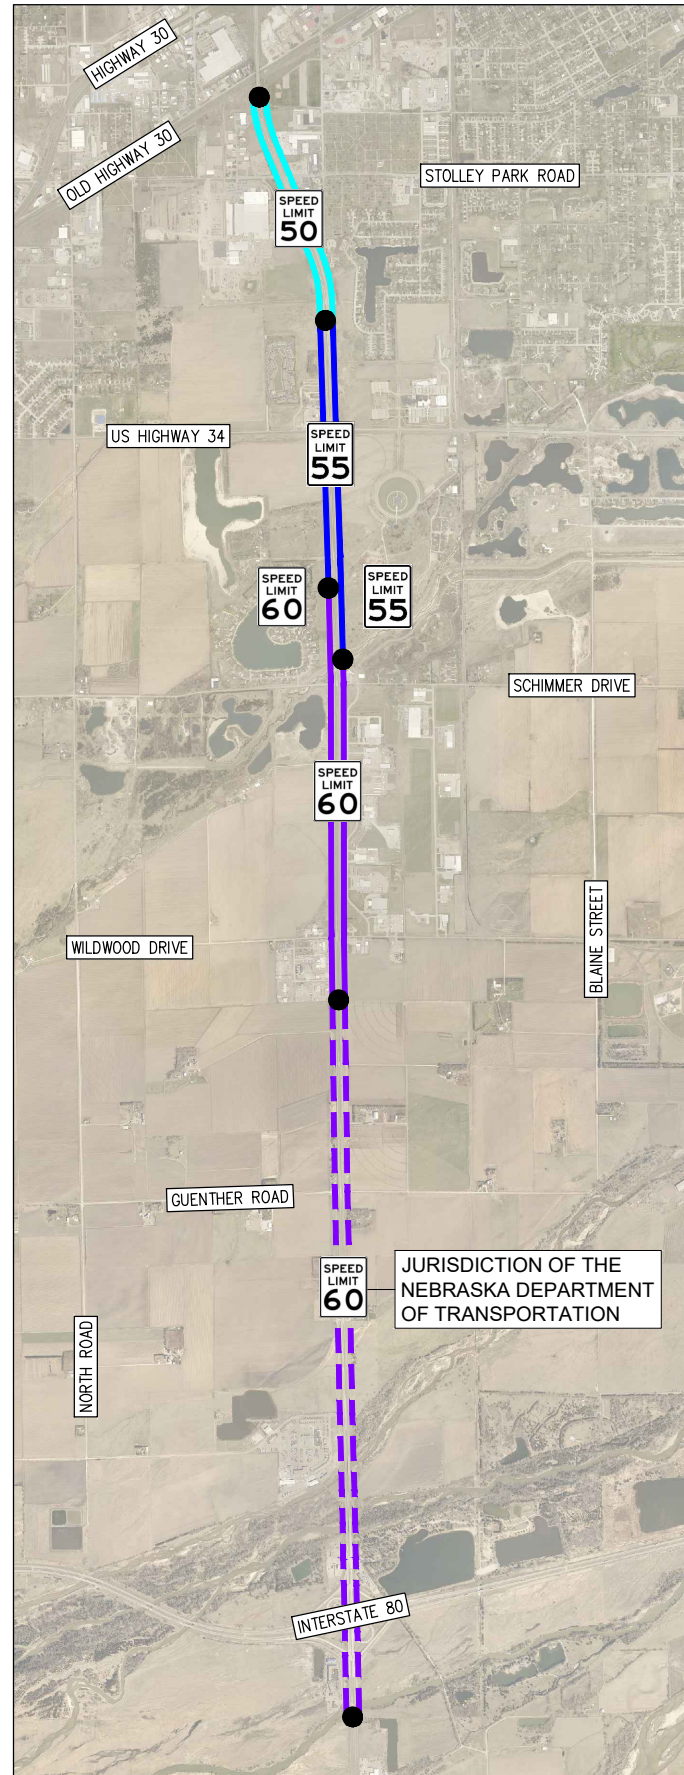 HIGHWAY 30
OLD HIGHWAY 30
STOLLEY PARK ROAD
SPEED
LIMIT
50
US HIGHWAY 34
SPEED
LIMIT
55
SPEED
LIMIT
60
SPEED
LIMIT
55
SCHIMMER DRIVE
SPEED
LIMIT
60
BLAINE STREET
WILDWOOD DRIVE
GUENTHER ROAD
SPEED
LIMIT
60
JURISDICTION OF THE
NEBRASKA DEPARTMENT
OF TRANSPORTATION
NORTH ROAD
INTERSTATE 80